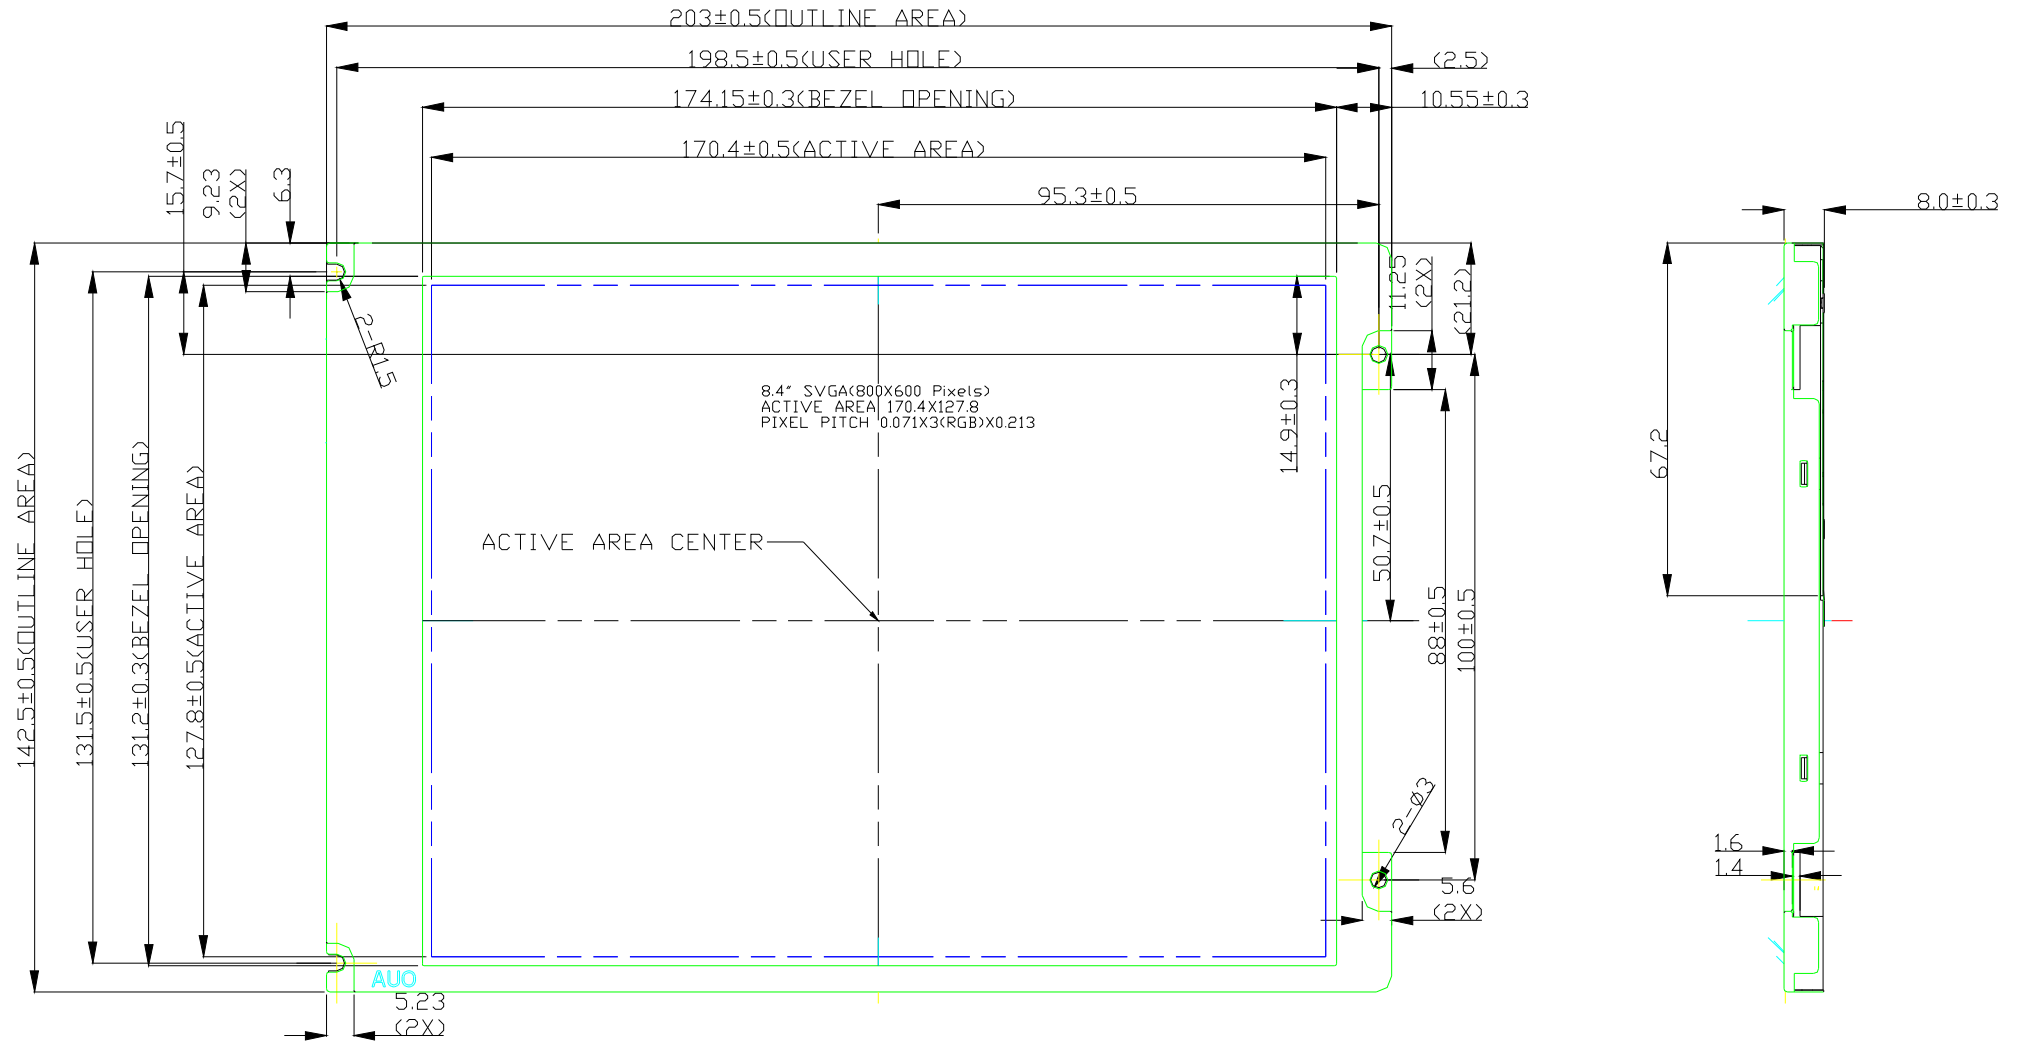 203±0.5(OUTLINE AREA)
198.5±0.5(USER HOLE)
(2.5)
174.15±0.3(BEZEL OPENING)
10.55±0.3
170.4±0.5(ACTIVE AREA)
95.3±0.5
15.7±0.5
9.23
(2X)
6.3
8.0±0.3
11.25
(2X)
(21.2)
2-R1.5
8.4" SVGA(800X600 Pixels)
ACTIVE AREA 170.4X127.8
PIXEL PITCH 0.071X3(RGB)X0.213
14.9±0.3
67.2
142.5±0.5(OUTLINE AREA)
131.5±0.5(USER HOLE)
131.2±0.3(BEZEL OPENING)
127.8±0.5(ACTIVE AREA)
ACTIVE AREA CENTER
50.7±0.5
88±0.5
100±0.5
2-Ø3
1.6
1.4
5.6
(2X)
AUO
5.23
(2X)